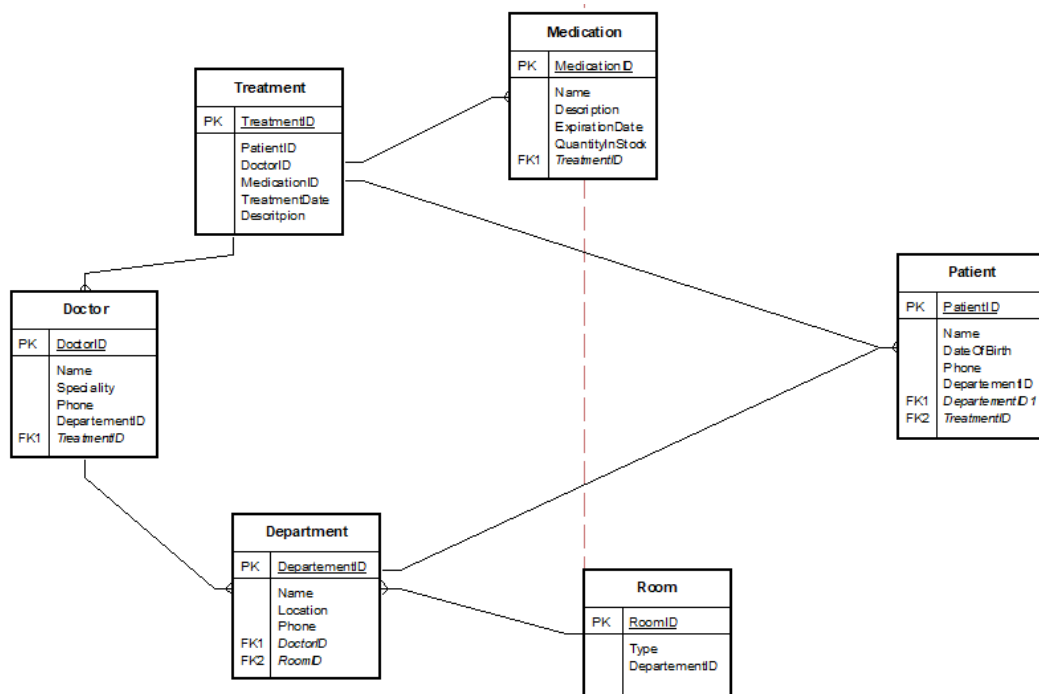 Medication
PK MedicationID
Name
Description
ExpirationDate
QuantityInStock
FK1 TreatmentID
Treatment
PK TreatmentID
PatientID
DoctorID
MedicationID
TreatmentDate
Descritpion
Patient
PK PatientID
Name
DateOfBirth
Phone
DepartementID
FK1 DepartementID1
FK2 TreatmentID
Doctor
PK DoctorID
Name
Speciality
Phone
DepartementID
FK1 TreatmentID
Department
PK DepartementID
Name
Location
Phone
FK1 DoctorID
FK2 RoomID
Room
PK RoomID
Type
DepartementID